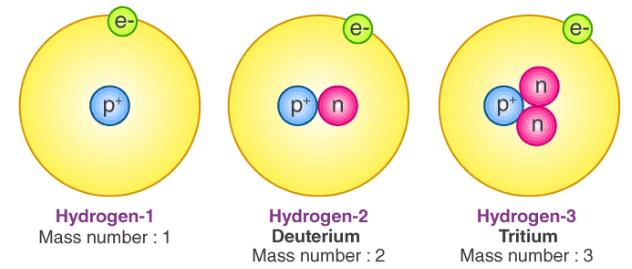 e-
p+
Hydrogen-1
Mass number : 1
e-
p+ n
Hydrogen-2
Deuterium
Mass number : 2
e-
n
p+
n
Hydrogen-3
Tritium
Mass number : 3